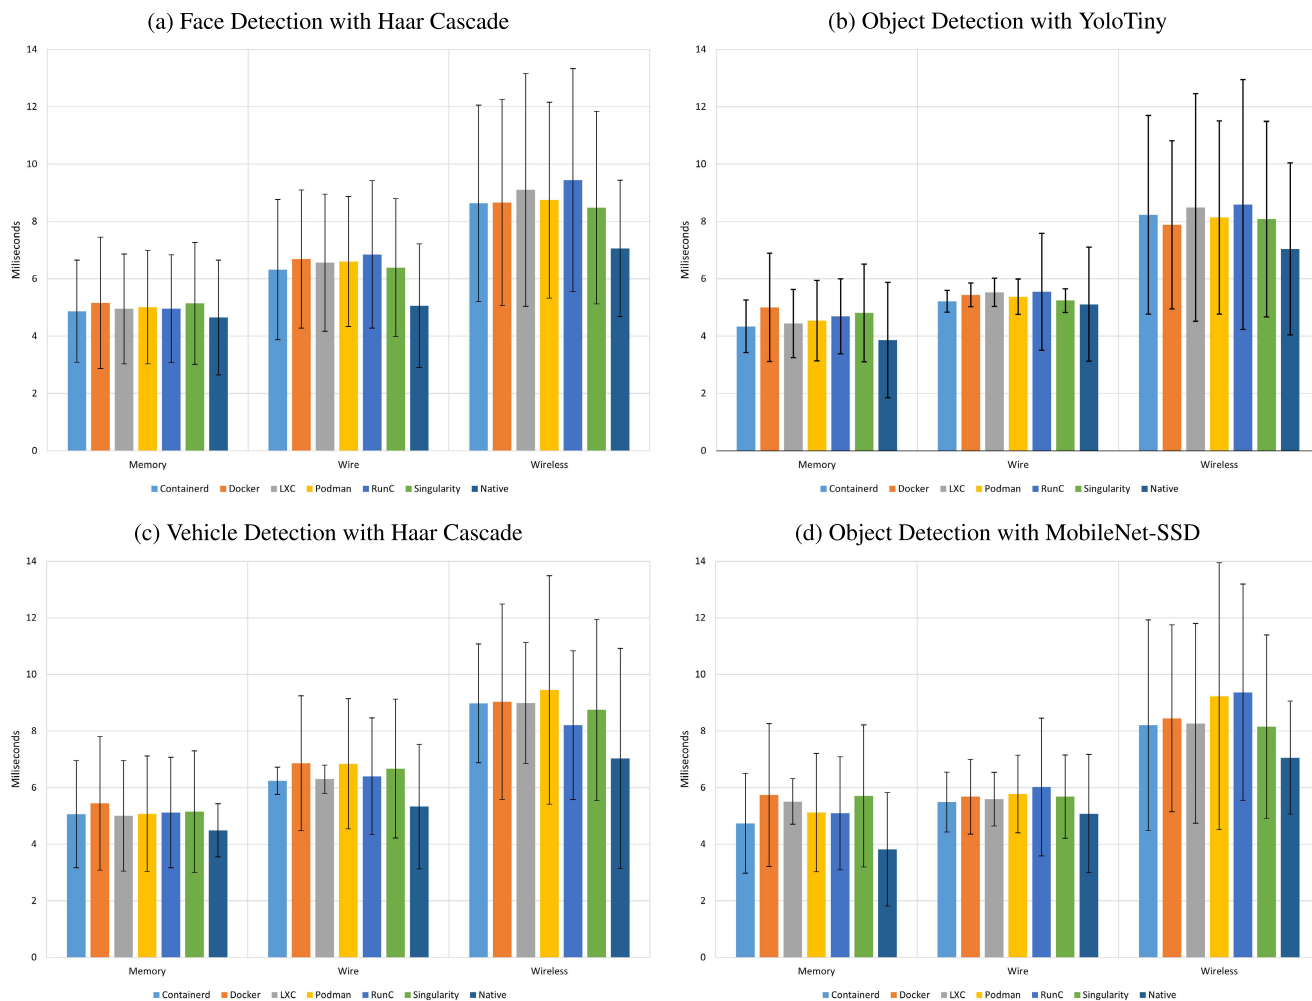 (a) Face Detection with Haar Cascade
14
12
10
8
6
4
2
0
Miliseconds
Memory Wire Wireless
Containerd Docker LXC Podman RunC Singularity Native
(b) Object Detection with YoloTiny
14
12
10
8
6
4
2
0
Miliseconds
Memory Wire Wireless
Containerd Docker LXC Podman RunC Singularity Native
(c) Vehicle Detection with Haar Cascade
14
12
10
8
6
4
2
0
Miliseconds
Memory Wire Wireless
Containerd Docker LXC Podman RunC Singularity Native
(d) Object Detection with MobileNet-SSD
14
12
10
8
6
4
2
0
Miliseconds
Memory Wire Wireless
Containerd Docker LXC Podman RunC Singularity Native